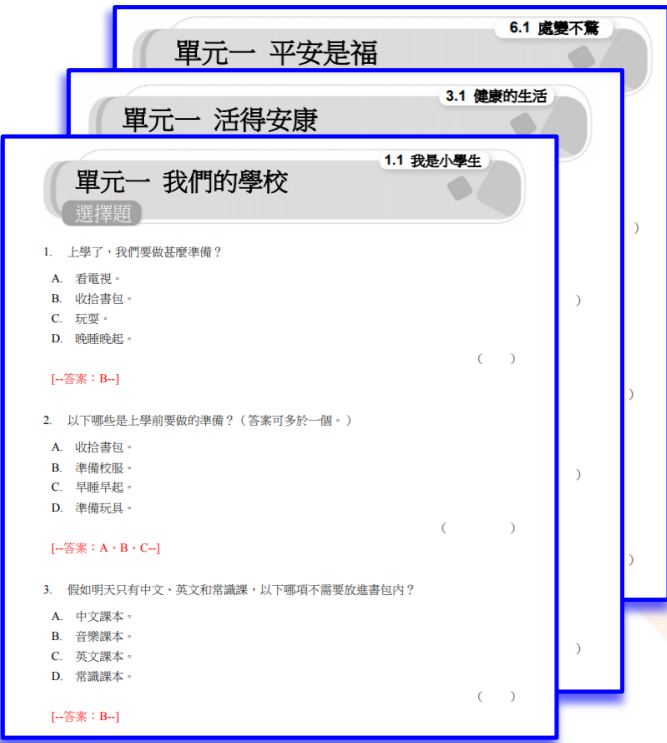 6.1 處變不驚
單元一 平安是福
3.1 健康的生活
單元一 活得安康
1.1 我是小學生
單元一 我們的學校
選擇題
1. 上學了，我們要做甚麼準備？
A. 看電視。
B. 收拾書包。
C. 玩耍。
D. 晚睡晚起。
( )
[--答案：B--]
2. 以下哪些是上學前要做的準備？（答案可多於一個。）
A. 收拾書包。
B. 準備校服。
C. 早睡早起。
D. 準備玩具。
( )
[--答案：A、B、C--]
3. 假如明天只有中文、英文和常識課，以下哪項不需要放進書包內？
A. 中文課本。
B. 音樂課本。
C. 英文課本。
D. 常識課本。
( )
[--答案：B--]
)
)
)
)
)
)